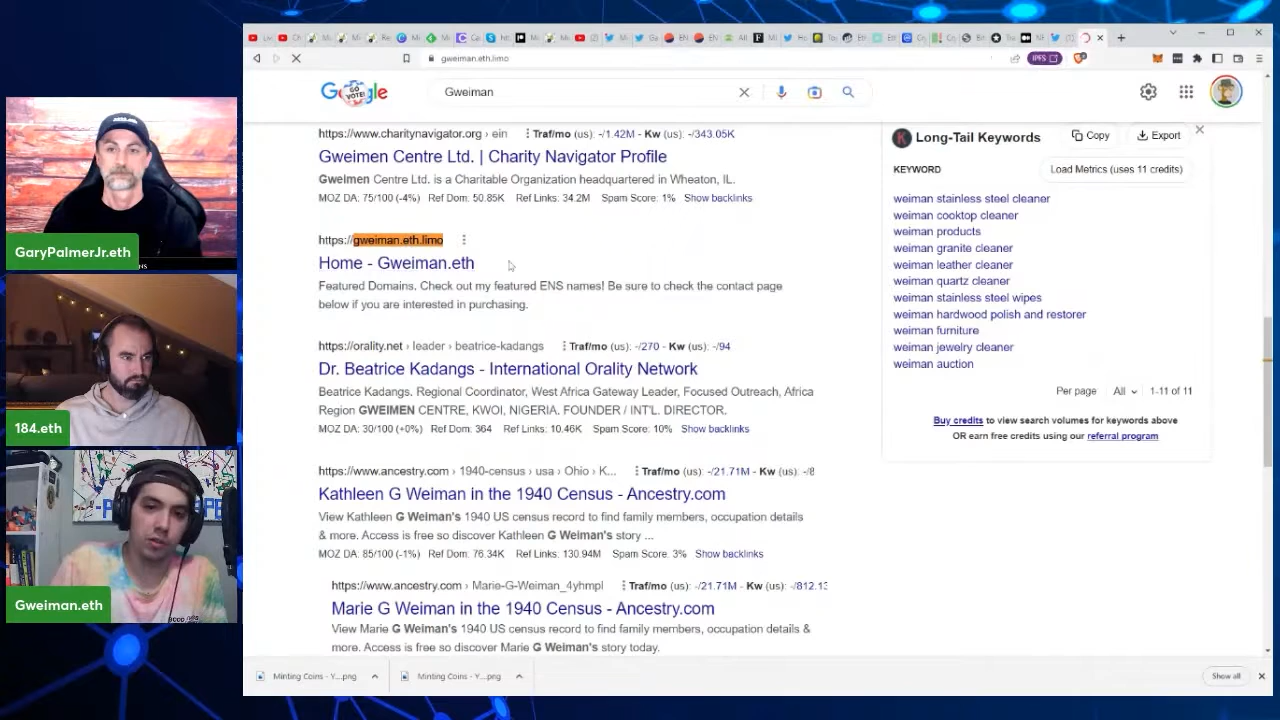 gweiman.eth.limo
IPFS
Google
GO VOTE!
Gweiman
https://www.charitynavigator.org › ein
Traf/mo (us): -/1.42M - Kw (us): -/343.05K
Gweimen Centre Ltd. | Charity Navigator Profile
Gweimen Centre Ltd. is a Charitable Organization headquartered in Wheaton, IL.
MOZ DA: 75/100 (-4%) Ref Dom: 50.85K Ref Links: 34.2M Spam Score: 1% Show backlinks
https://gweiman.eth.limo
Home - Gweiman.eth
Featured Domains. Check out my featured ENS names! Be sure to check the contact page
below if you are interested in purchasing.
https://orality.net › leader › beatrice-kadangs
Traf/mo (us): -/270 - Kw (us): -/94
Dr. Beatrice Kadangs - International Orality Network
Beatrice Kadangs. Regional Coordinator, West Africa Gateway Leader, Focused Outreach, Africa
Region GWEIMEN CENTRE, KWOI, NIGERIA. FOUNDER / INT'L. DIRECTOR.
MOZ DA: 30/100 (+0%) Ref Dom: 364 Ref Links: 10.46K Spam Score: 10% Show backlinks
https://www.ancestry.com › 1940-census › usa › Ohio › K...
Traf/mo (us): -/21.71M - Kw (us): -/8
Kathleen G Weiman in the 1940 Census - Ancestry.com
View Kathleen G Weiman's 1940 US census record to find family members, occupation details
& more. Access is free so discover Kathleen G Weiman's story ...
MOZ DA: 85/100 (-1%) Ref Dom: 76.34K Ref Links: 130.94M Spam Score: 3% Show backlinks
https://www.ancestry.com › Marie-G-Weiman_4yhmpl
Traf/mo (us): -/21.71M - Kw (us): -/812.13
Marie G Weiman in the 1940 Census - Ancestry.com
View Marie G Weiman's 1940 US census record to find family members, occupation details &
more. Access is free so discover Marie G Weiman's story today.
Long-Tail Keywords
Copy
Export
KEYWORD
Load Metrics (uses 11 credits)
weiman stainless steel cleaner
weiman cooktop cleaner
weiman products
weiman granite cleaner
weiman leather cleaner
weiman quartz cleaner
weiman stainless steel wipes
weiman hardwood polish and restorer
weiman furniture
weiman jewelry cleaner
weiman auction
Per page All 1-11 of 11
Buy credits to view search volumes for keywords above
OR earn free credits using our referral program
Minting Coins - Y....png
Minting Coins - Y....png
Show all
GaryPalmerJr.eth
184.eth
Gweiman.eth